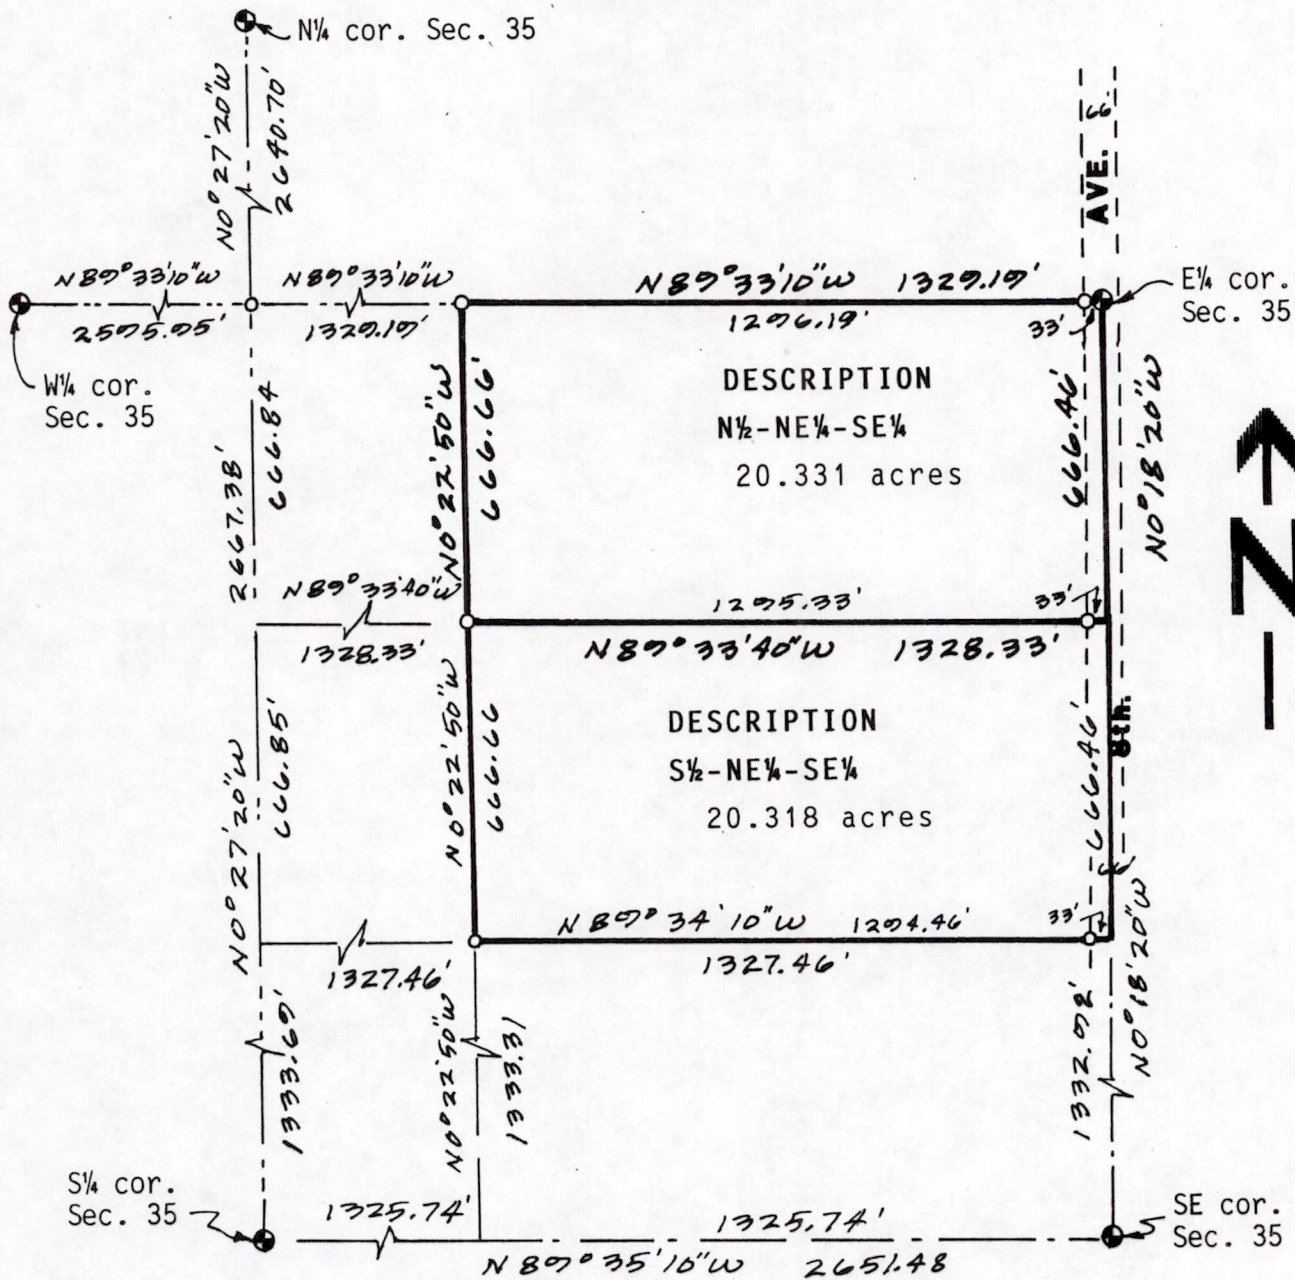 N¼ cor. Sec. 35
N0°27'20"W
2640.70'
66'
AVE.
N89°33'10"W
2595.95'
N89°33'10"W
1329.19'
N89°33'10"W 1329.19'
1296.19'
33'
E¼ cor.
Sec. 35
W¼ cor.
Sec. 35
DESCRIPTION
N½-NE¼-SE¼
20.331 acres
2667.38'
666.84
N0°22'50"W
666.66'
666.46'
N0°18'20"W
N
N89°33'40"W
1328.33'
1295.33'
33'
N89°33'40"W 1328.33'
DESCRIPTION
S½-NE¼-SE¼
20.318 acres
N0°27'20"W
666.85'
N0°22'50"W
666.66
666.46'
8th.
66'
N89°34'10"W 1294.46'
33'
1327.46'
1327.46'
1333.69'
N0°22'50"W
1333.31
1332.92'
N0°18'20"W
S¼ cor.
Sec. 35
1325.74'
1325.74'
N89°35'10"W 2651.48
SE cor.
Sec. 35